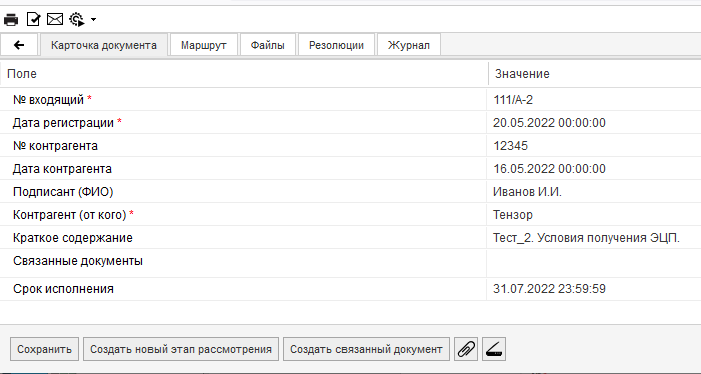 Карточка документа Маршрут Файлы Резолюции Журнал
Поле Значение
№ входящий * 111/А-2
Дата регистрации * 20.05.2022 00:00:00
№ контрагента 12345
Дата контрагента 16.05.2022 00:00:00
Подписант (ФИО) Иванов И.И.
Контрагент (от кого) * Тензор
Краткое содержание Тест_2. Условия получения ЭЦП.
Связанные документы
Срок исполнения 31.07.2022 23:59:59
Сохранить Создать новый этап рассмотрения Создать связанный документ